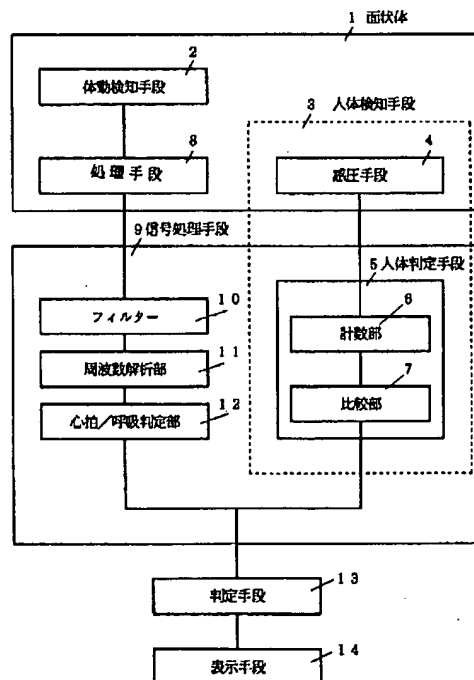 1 面状体
2
体動検知手段
3 人体検知手段
8
処理手段
4
感圧手段
9 信号処理手段
5 人体判定手段
10
フィルター
6
計数部
11
周波数解析部
7
比較部
12
心拍/呼吸判定部
13
判定手段
14
表示手段